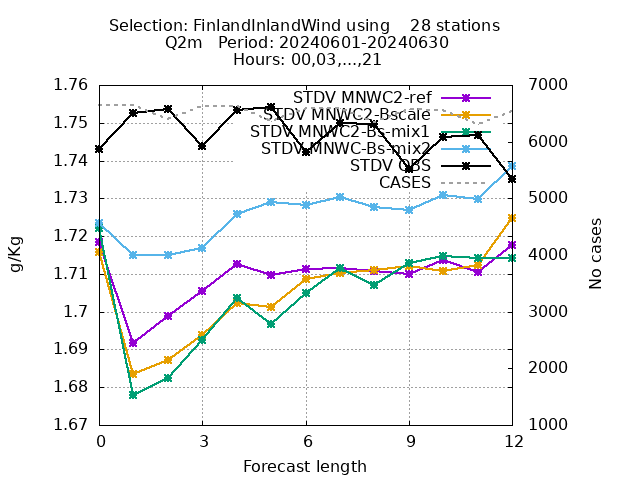 Selection: FinlandInlandWind using    28 stations
Q2m   Period: 20240601-20240630
Hours: 00,03,...,21
STDV MNWC2-ref
STDV MNWC2-Bscale
STDV MNWC2-Bs-mix1
STDV MNWC-Bs-mix2
STDV OBS
CASES
1.76
1.75
1.74
1.73
1.72
1.71
1.7
1.69
1.68
1.67
7000
6000
5000
4000
3000
2000
1000
0
3
6
9
12
g/Kg
No cases
Forecast length